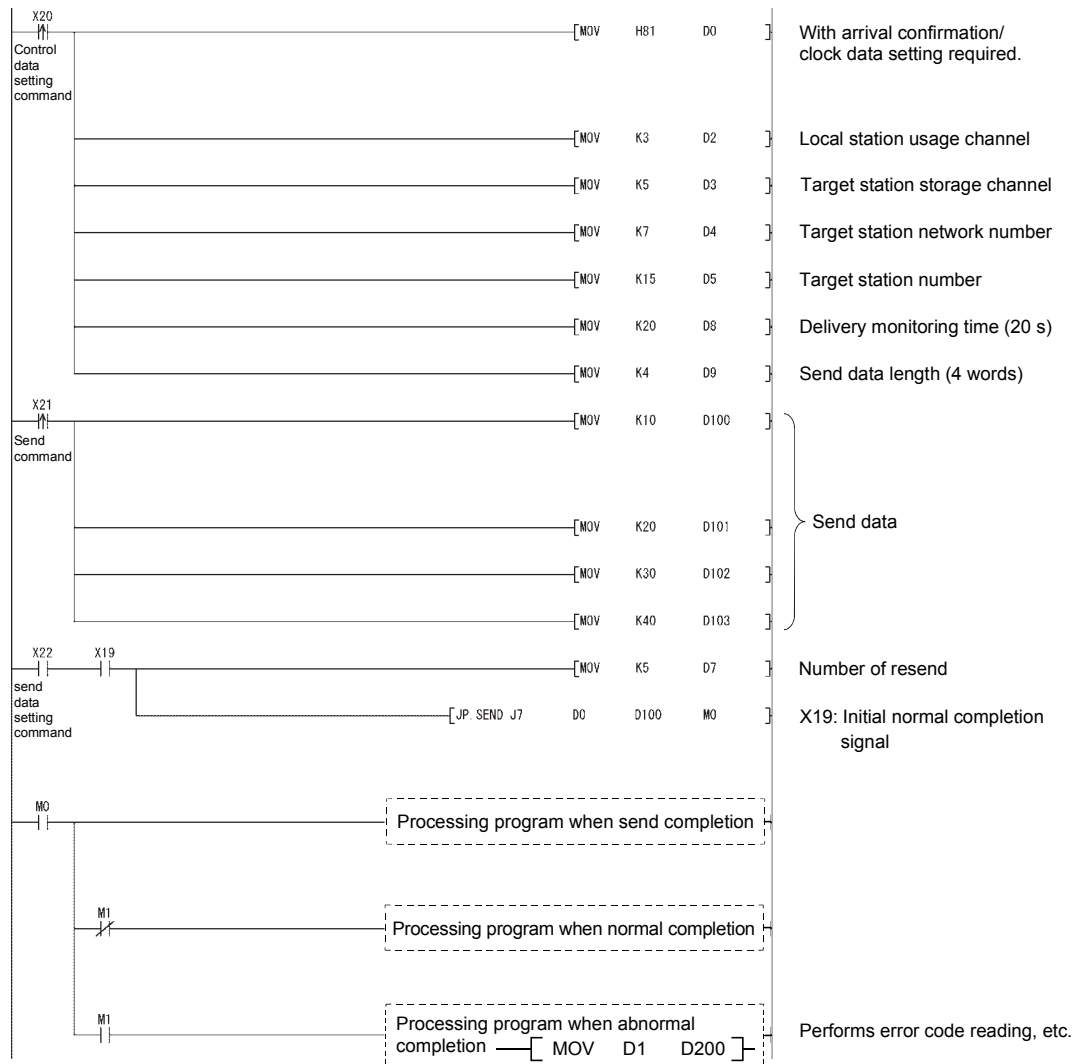 X20
[MOV H81 D0 ]
With arrival confirmation/
clock data setting required.
Control
data
setting
command
[MOV K3 D2 ] Local station usage channel
[MOV K5 D3 ] Target station storage channel
[MOV K7 D4 ] Target station network number
[MOV K15 D5 ] Target station number
[MOV K20 D8 ] Delivery monitoring time (20 s)
[MOV K4 D9 ] Send data length (4 words)
X21
[MOV K10 D100 ]
Send
command
[MOV K20 D101 ] Send data
[MOV K30 D102 ]
[MOV K40 D103 ]
X22 X19
[MOV K5 D7 ] Number of resend
send
data
setting
command
[JP.SEND J7 D0 D100 M0 ] X19: Initial normal completion
signal
M0
Processing program when send completion
M1
Processing program when normal completion
M1
Processing program when abnormal
completion [ MOV D1 D200 ]
Performs error code reading, etc.